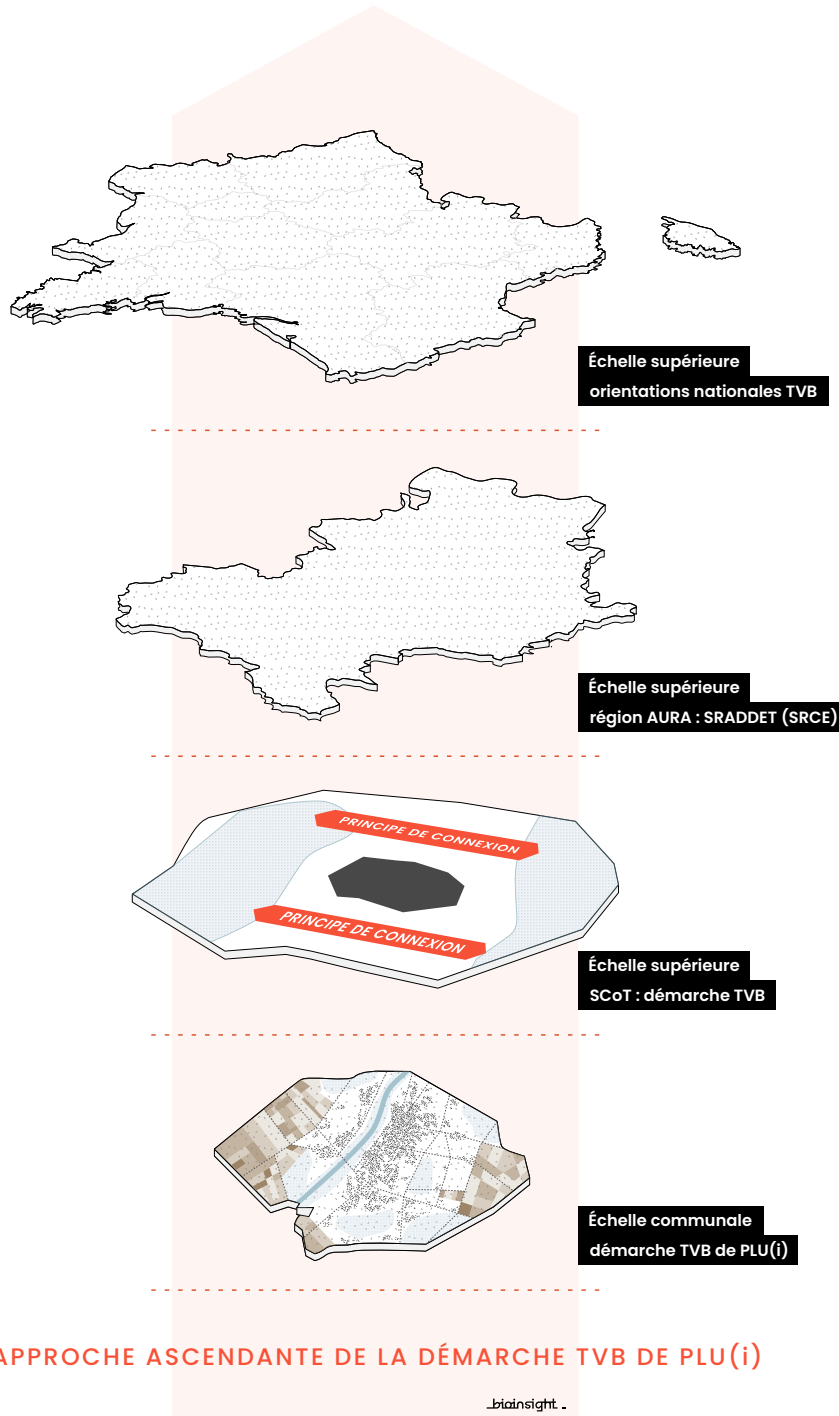 Échelle supérieure
orientations nationales TVB
Échelle supérieure
région AURA : SRADDET (SRCE)
PRINCIPE DE CONNEXION
PRINCIPE DE CONNEXION
Échelle supérieure
SCoT : démarche TVB
Échelle communale
démarche TVB de PLU(i)
APPROCHE ASCENDANTE DE LA DÉMARCHE TVB DE PLU(i)
bioinsight